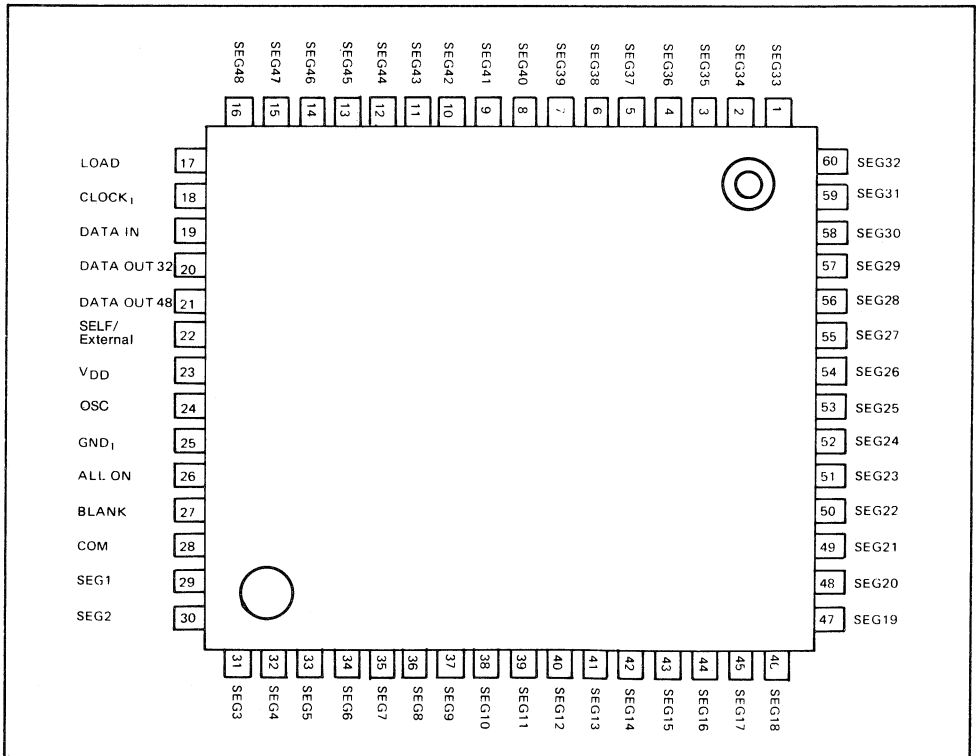 SEG48 SEG47 SEG46 SEG45 SEG44 SEG43 SEG42 SEG41 SEG40 SEG39 SEG38 SEG37 SEG36 SEG35 SEG34 SEG33
16 15 14 13 12 11 10 9 8 7 6 5 4 3 2 1
LOAD 17
CLOCK I 18
DATA IN 19
DATA OUT 32 20
DATA OUT 48 21
SELF/
External 22
VDD 23
OSC 24
GND I 25
ALL ON 26
BLANK 27
COM 28
SEG1 29
SEG2 30
60 SEG32
59 SEG31
58 SEG30
57 SEG29
56 SEG28
55 SEG27
54 SEG26
53 SEG25
52 SEG24
51 SEG23
50 SEG22
49 SEG21
48 SEG20
47 SEG19
31 32 33 34 35 36 37 38 39 40 41 42 43 44 45 46
SEG3 SEG4 SEG5 SEG6 SEG7 SEG8 SEG9 SEG10 SEG11 SEG12 SEG13 SEG14 SEG15 SEG16 SEG17 SEG18